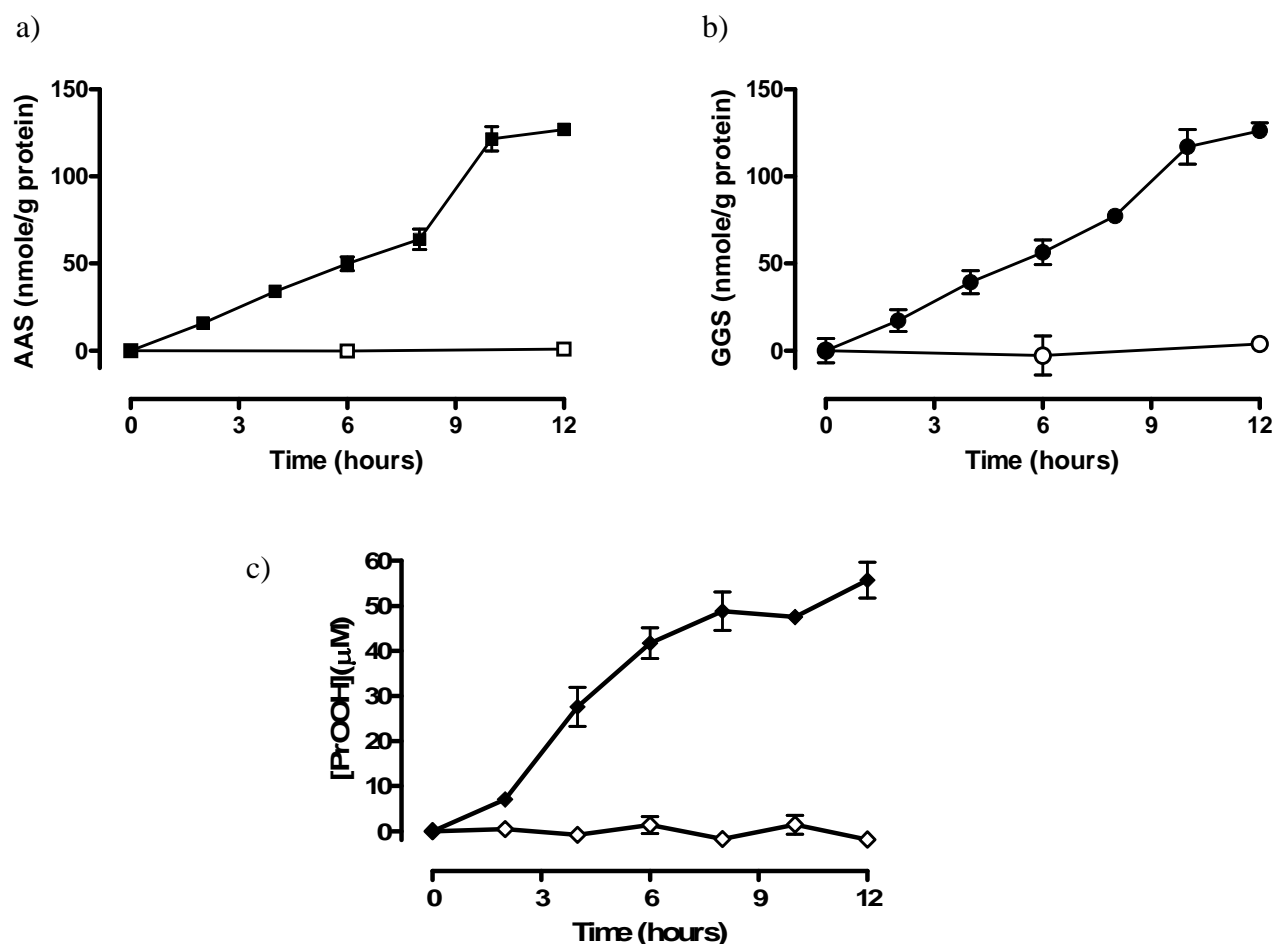 a)
AAS (nmole/g protein)
150
100
50
0
0 3 6 9 12
Time (hours)
b)
GGS (nmole/g protein)
150
100
50
0
0 3 6 9 12
Time (hours)
c)
[PrOOH](μM)
60
50
40
30
20
10
0
0 3 6 9 12
Time (hours)